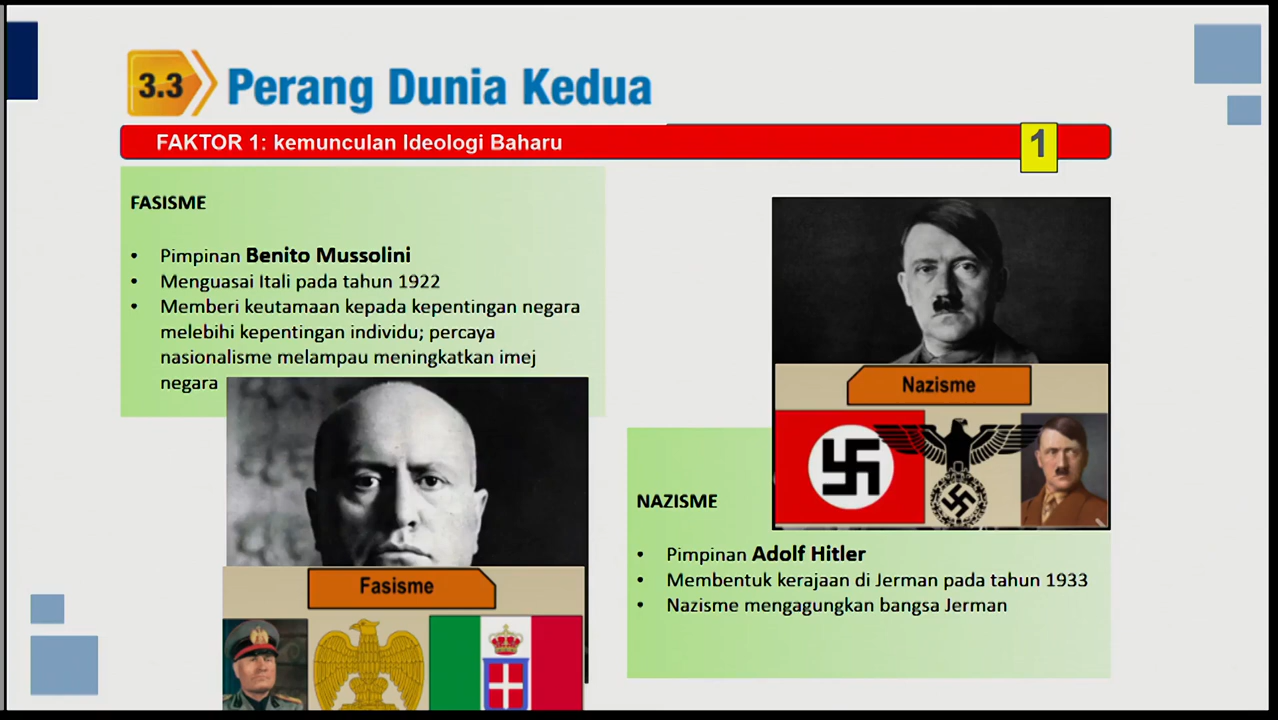 3.3 Perang Dunia Kedua
FAKTOR 1: kemunculan Ideologi Baharu
1
FASISME
• Pimpinan Benito Mussolini
• Menguasai Itali pada tahun 1922
• Memberi keutamaan kepada kepentingan negara
melebihi kepentingan individu; percaya
nasionalisme melampau meningkatkan imej
negara
Fasisme
Nazisme
NAZISME
• Pimpinan Adolf Hitler
• Membentuk kerajaan di Jerman pada tahun 1933
• Nazisme mengagungkan bangsa Jerman